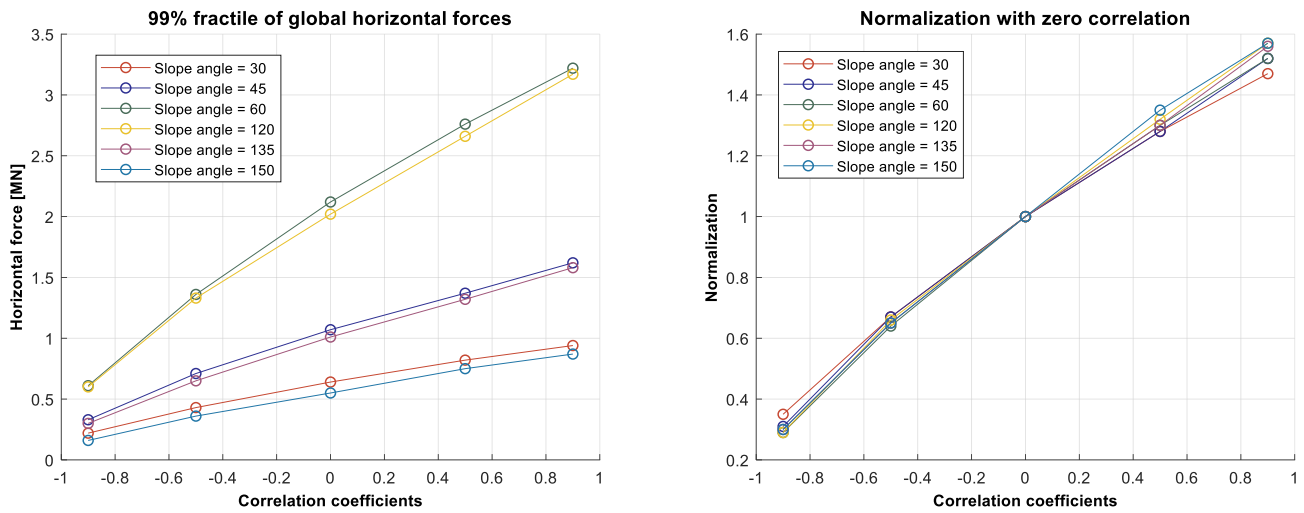 99% fractile of global horizontal forces
3.5
3
2.5
2
1.5
1
0.5
0
Horizontal force [MN]
Slope angle = 30
Slope angle = 45
Slope angle = 60
Slope angle = 120
Slope angle = 135
Slope angle = 150
-1 -0.8 -0.6 -0.4 -0.2 0 0.2 0.4 0.6 0.8 1
Correlation coefficients
Normalization with zero correlation
1.6
1.4
1.2
1
0.8
0.6
0.4
0.2
Normalization
Slope angle = 30
Slope angle = 45
Slope angle = 60
Slope angle = 120
Slope angle = 135
Slope angle = 150
-1 -0.8 -0.6 -0.4 -0.2 0 0.2 0.4 0.6 0.8 1
Correlation coefficients